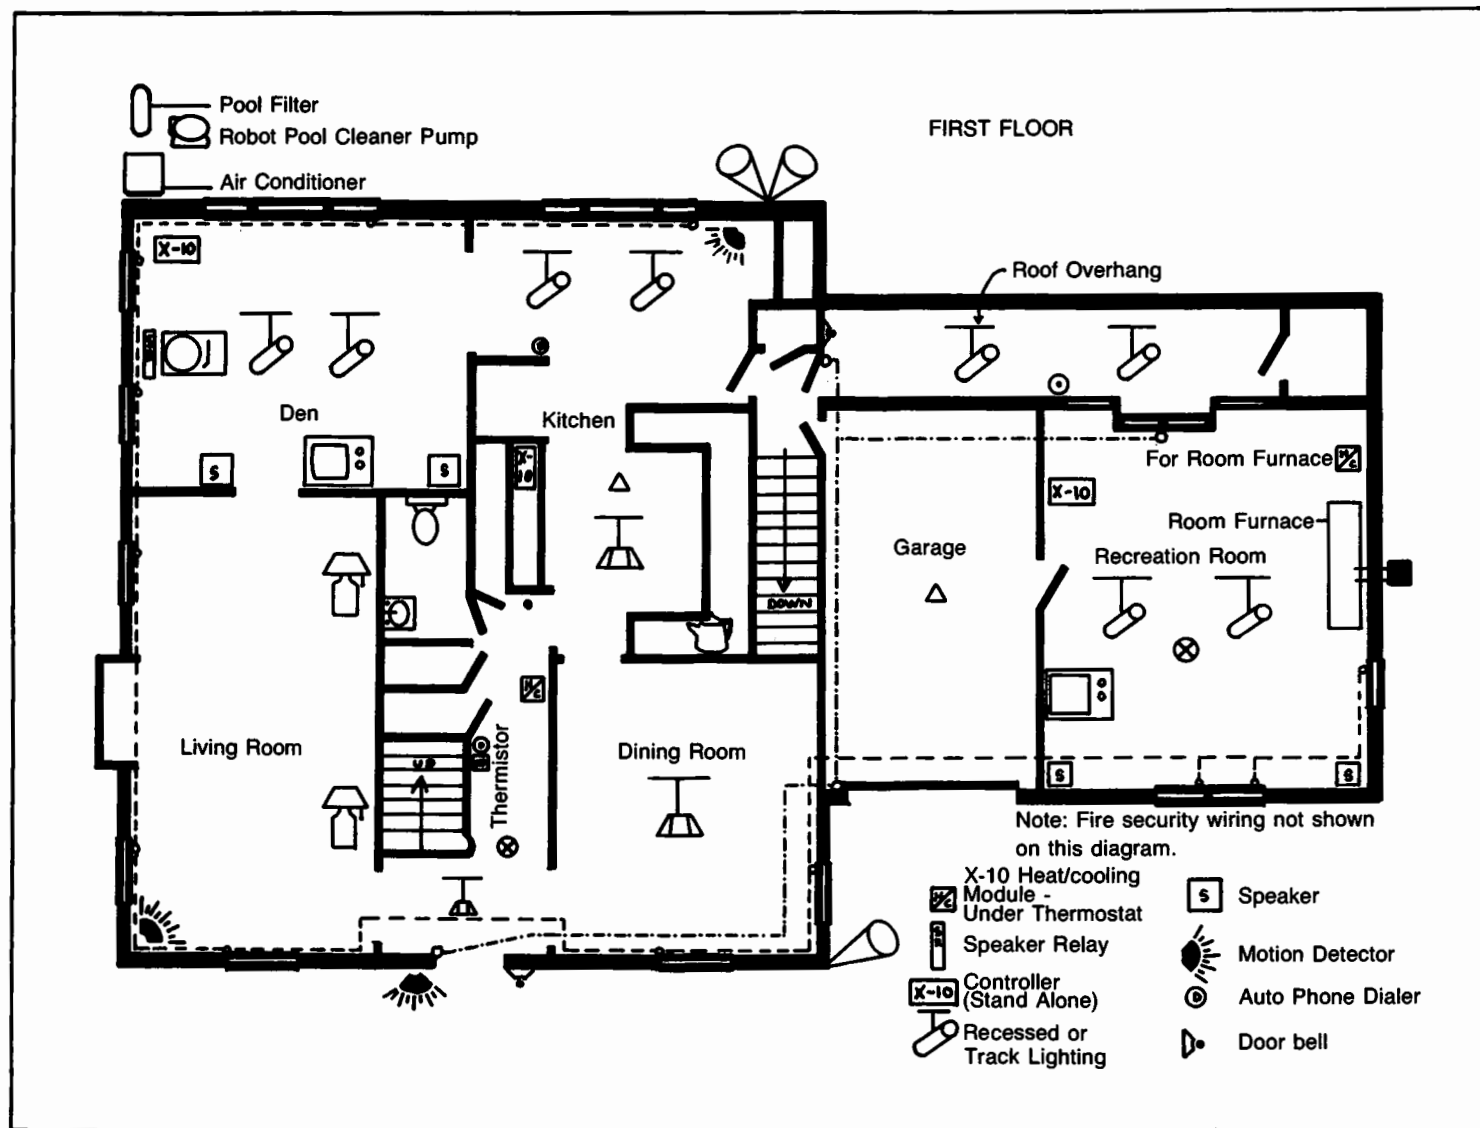 Pool Filter
Robot Pool Cleaner Pump
Air Conditioner
FIRST FLOOR
Roof Overhang
X-10
Den
Kitchen
S
S
X-10
For Room Furnace H/C
X-10
Room Furnace
Garage
Recreation Room
DOWN
H/C
Living Room
UP
Thermistor
Dining Room
S
S
Note: Fire security wiring not shown
on this diagram.
X-10 Heat/cooling
H/C Module -
Under Thermostat
S Speaker
Speaker Relay
Motion Detector
X-10 Controller
(Stand Alone)
D Auto Phone Dialer
Recessed or
Track Lighting
Door bell